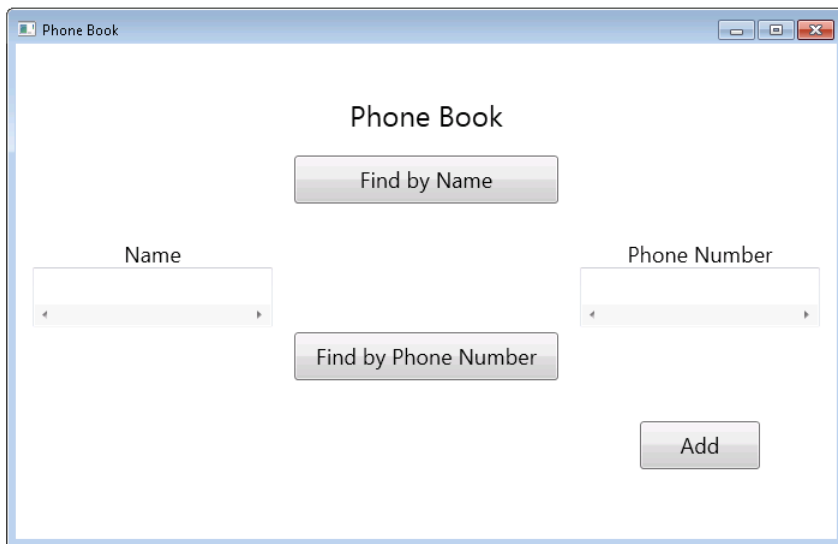 Phone Book
Phone Book
Find by Name
Name
Phone Number
Find by Phone Number
Add